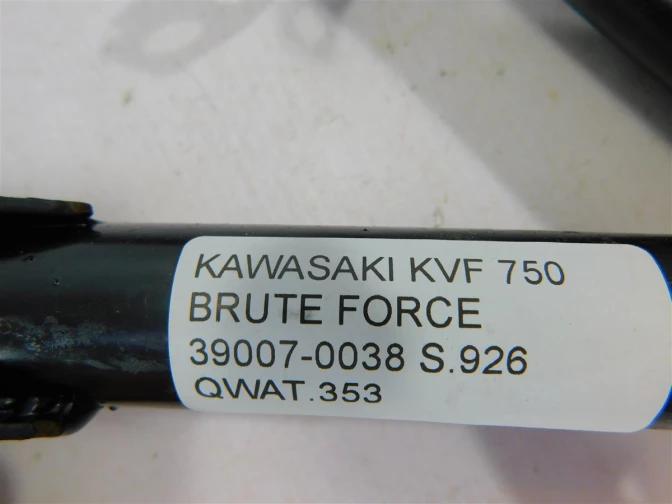 KAWASAKI KVF 750
BRUTE FORCE
39007-0038 S.926
QWAT.353